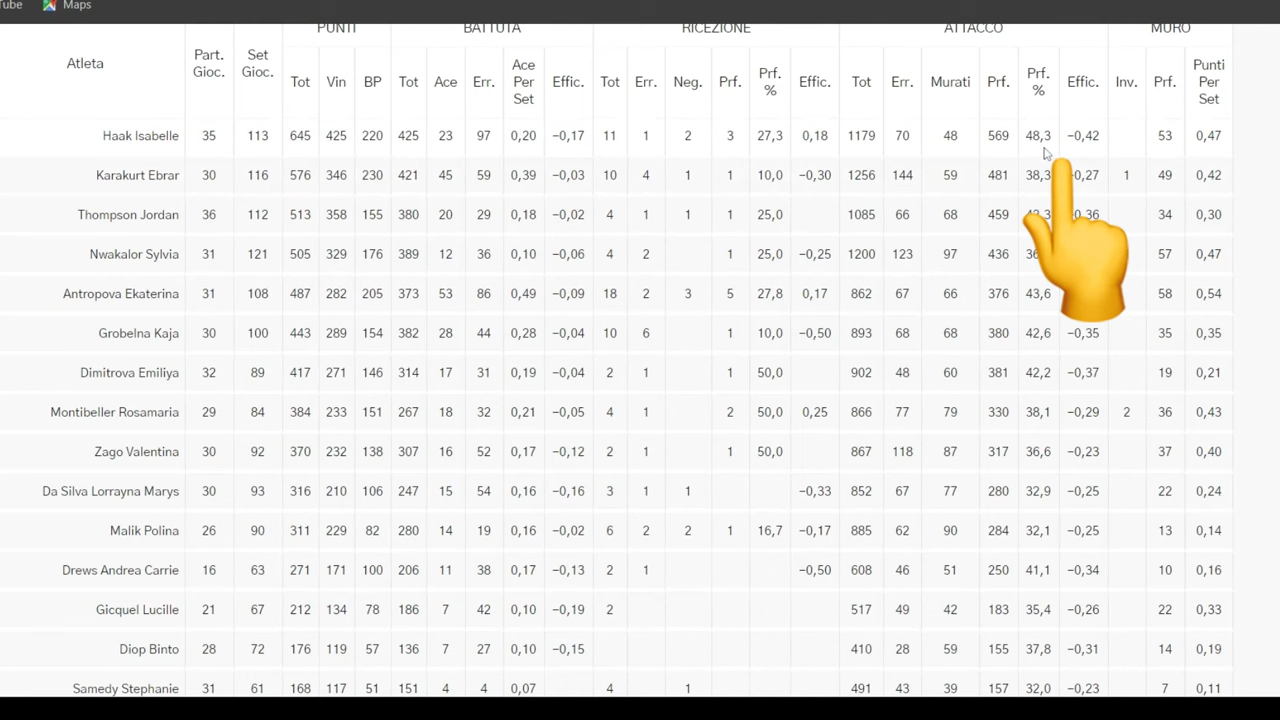 Tube Maps
PUNTI BATTUTA RICEZIONE ATTACCO MURO
Atleta Part. Gioc. Set Gioc. Tot Vin BP Tot Ace Err. Ace Per Set Effic. Tot Err. Neg. Prf. Prf. % Effic. Tot Err. Murati Prf. Prf. % Effic. Inv. Prf. Punti Per Set
Haak Isabelle 35 113 645 425 220 425 23 97 0,20 −0,17 11 1 2 3 27,3 0,18 1179 70 48 569 48,3 −0,42 53 0,47
Karakurt Ebrar 30 116 576 346 230 421 45 59 0,39 −0,03 10 4 1 1 10,0 −0,30 1256 144 59 481 38,3 −0,27 1 49 0,42
Thompson Jordan 36 112 513 358 155 380 20 29 0,18 −0,02 4 1 1 1 25,0 1085 66 68 459 34 0,30
Nwakalor Sylvia 31 121 505 329 176 389 12 36 0,10 −0,06 4 2 1 25,0 −0,25 1200 123 97 436 57 0,47
Antropova Ekaterina 31 108 487 282 205 373 53 86 0,49 −0,09 18 2 3 5 27,8 0,17 862 67 66 376 43,6 58 0,54
Grobelna Kaja 30 100 443 289 154 382 28 44 0,28 −0,04 10 6 1 10,0 −0,50 893 68 68 380 42,6 −0,35 35 0,35
Dimitrova Emiliya 32 89 417 271 146 314 17 31 0,19 −0,04 2 1 1 50,0 902 48 60 381 42,2 −0,37 19 0,21
Montibeller Rosamaria 29 84 384 233 151 267 18 32 0,21 −0,05 4 1 2 50,0 0,25 866 77 79 330 38,1 −0,29 2 36 0,43
Zago Valentina 30 92 370 232 138 307 16 52 0,17 −0,12 2 1 1 50,0 867 118 87 317 36,6 −0,23 37 0,40
Da Silva Lorrayna Marys 30 93 316 210 106 247 15 54 0,16 −0,16 3 1 1 −0,33 852 67 77 280 32,9 −0,25 22 0,24
Malik Polina 26 90 311 229 82 280 14 19 0,16 −0,02 6 2 2 1 16,7 −0,17 885 62 90 284 32,1 −0,25 13 0,14
Drews Andrea Carrie 16 63 271 171 100 206 11 38 0,17 −0,13 2 1 −0,50 608 46 51 250 41,1 −0,34 10 0,16
Gicquel Lucille 21 67 212 134 78 186 7 42 0,10 −0,19 2 517 49 42 183 35,4 −0,26 22 0,33
Diop Binto 28 72 176 119 57 136 7 27 0,10 −0,15 410 28 59 155 37,8 −0,31 14 0,19
Samedy Stephanie 31 61 168 117 51 151 4 4 0,07 4 1 491 43 39 157 32,0 −0,23 7 0,11